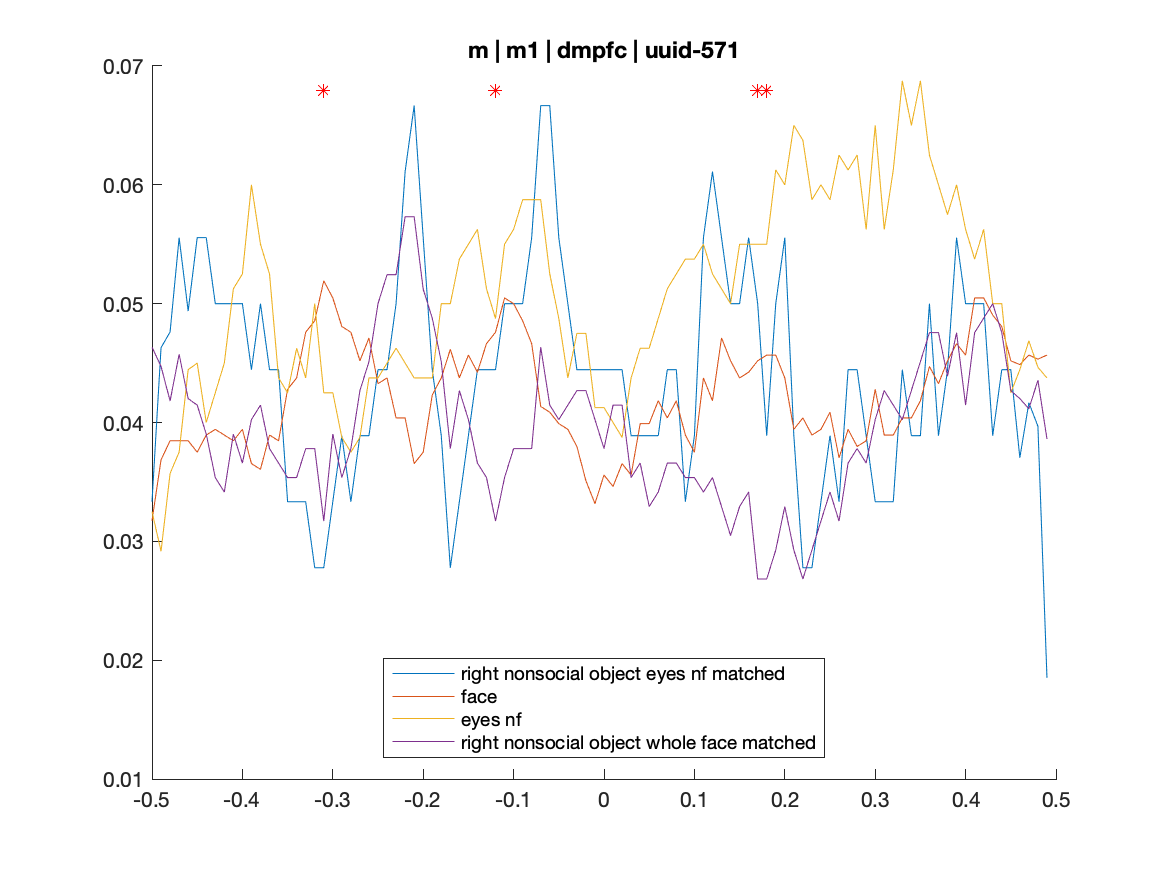 m | m1 | dmpfc | uuid-571
0.07
0.06
0.05
0.04
0.03
0.02
0.01
right nonsocial object eyes nf matched
face
eyes nf
right nonsocial object whole face matched
-0.5 -0.4 -0.3 -0.2 -0.1 0 0.1 0.2 0.3 0.4 0.5